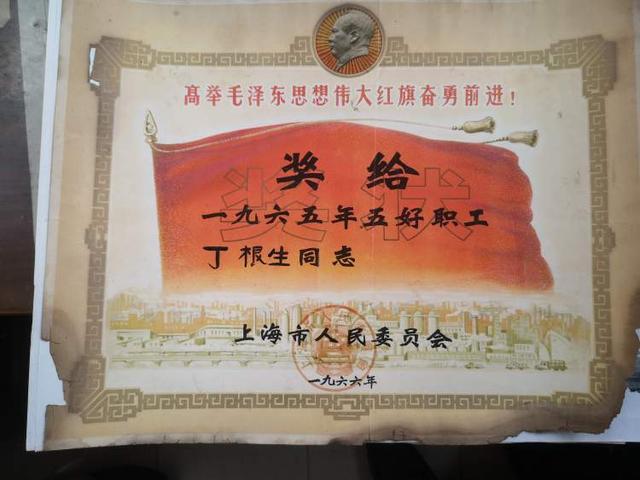 高举毛泽东思想伟大红旗奋勇前进！
奖状
奖给
一九六五年五好职工
丁根生同志
上海市人民委员会
一九六六年